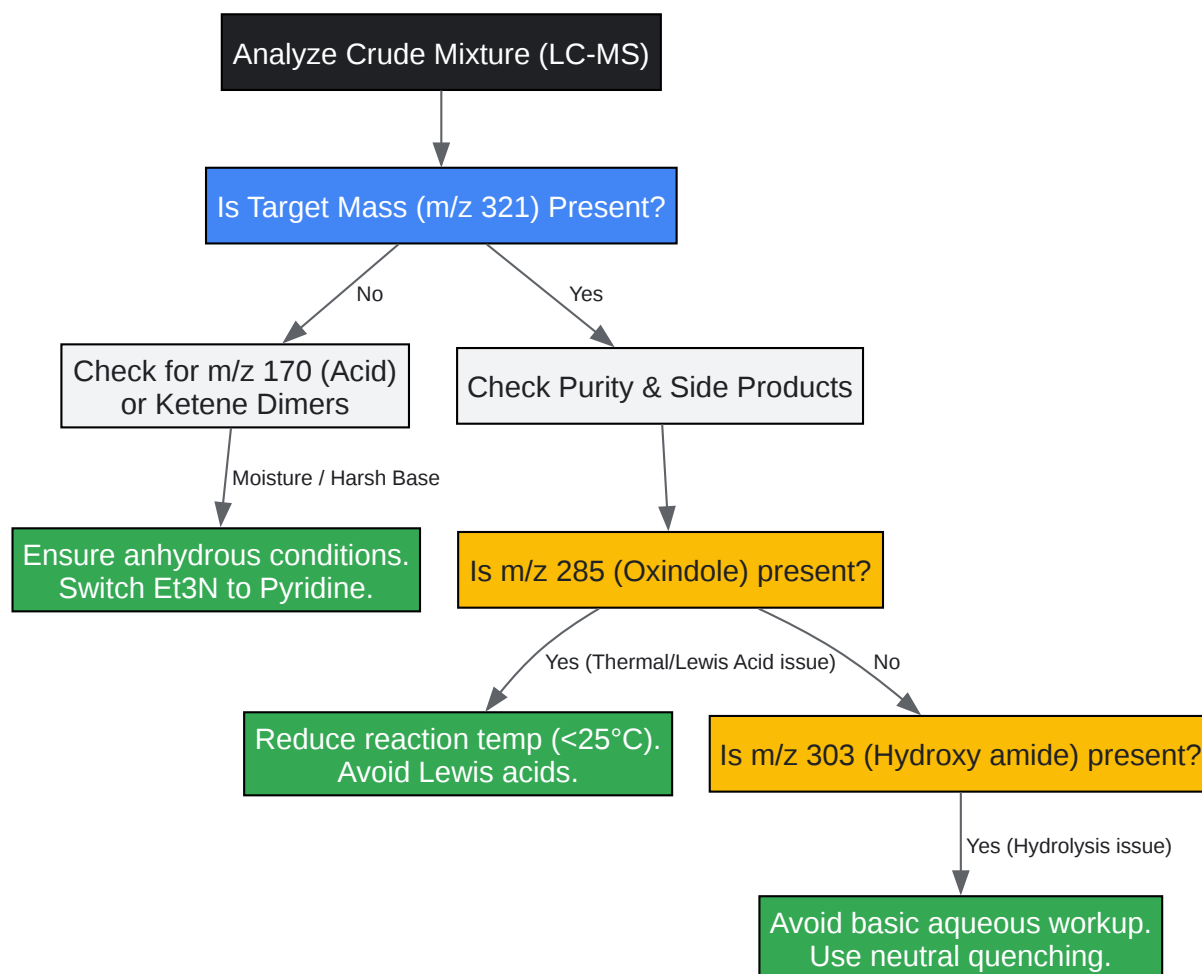 Analyze Crude Mixture (LC-MS)
Is Target Mass (m/z 321) Present?
No
Yes
Check for m/z 170 (Acid)
or Ketene Dimers
Check Purity & Side Products
Moisture / Harsh Base
Ensure anhydrous conditions.
Switch Et3N to Pyridine.
Is m/z 285 (Oxindole) present?
Yes (Thermal/Lewis Acid issue)
No
Reduce reaction temp (<25°C).
Avoid Lewis acids.
Is m/z 303 (Hydroxy amide) present?
Yes (Hydrolysis issue)
Avoid basic aqueous workup.
Use neutral quenching.